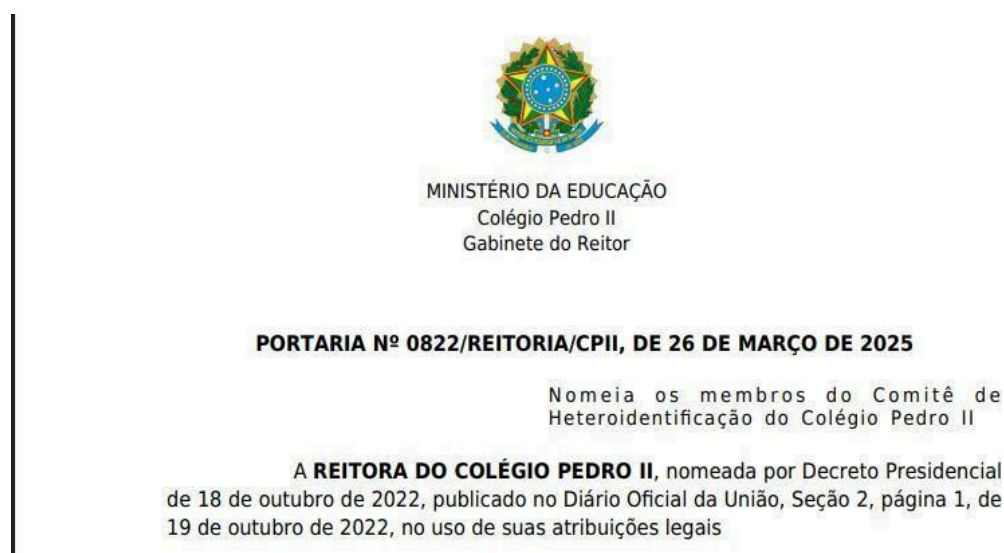 MINISTÉRIO DA EDUCAÇÃO
Colégio Pedro II
Gabinete do Reitor
PORTARIA Nº 0822/REITORIA/CPII, DE 26 DE MARÇO DE 2025
Nomeia os membros do Comitê de
Heteroidentificação do Colégio Pedro II
A REITORA DO COLÉGIO PEDRO II, nomeada por Decreto Presidencial
de 18 de outubro de 2022, publicado no Diário Oficial da União, Seção 2, página 1, de
19 de outubro de 2022, no uso de suas atribuições legais